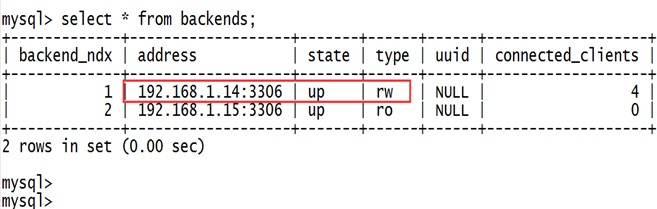 mysql> select * from backends;
+-------------+-------------------+-------+------+------+-------------------+
| backend_ndx | address           | state | type | uuid | connected_clients |
+-------------+-------------------+-------+------+------+-------------------+
|           1 | 192.168.1.14:3306 | up    | rw   | NULL |                 4 |
|           2 | 192.168.1.15:3306 | up    | ro   | NULL |                 0 |
+-------------+-------------------+-------+------+------+-------------------+
2 rows in set (0.00 sec)
mysql>
mysql>